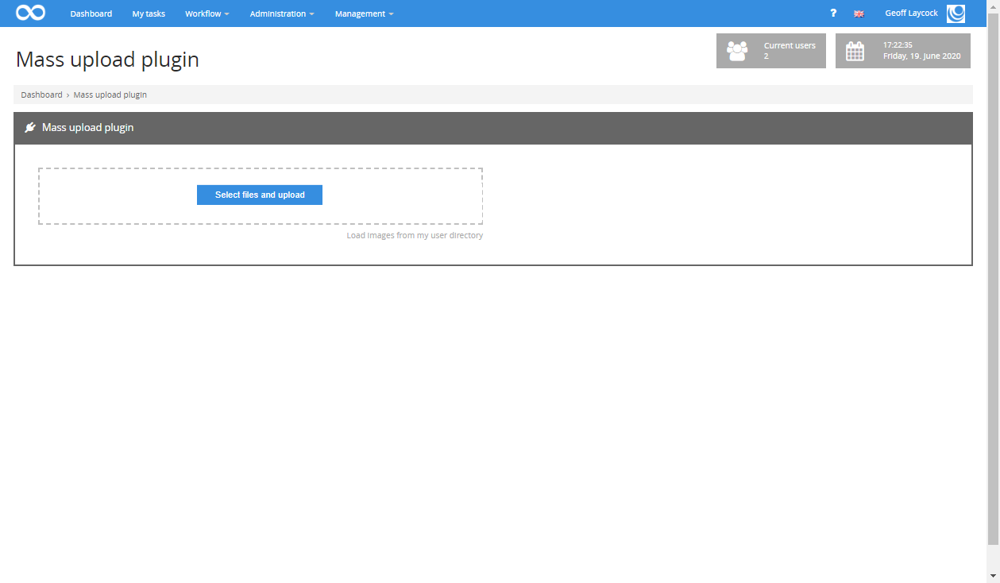 Dashboard My tasks Workflow Administration Management ? Geoff Laycock
Mass upload plugin
Current users
2
17:22:35
Friday, 19. June 2020
Dashboard › Mass upload plugin
Mass upload plugin
Select files and upload
Load images from my user directory